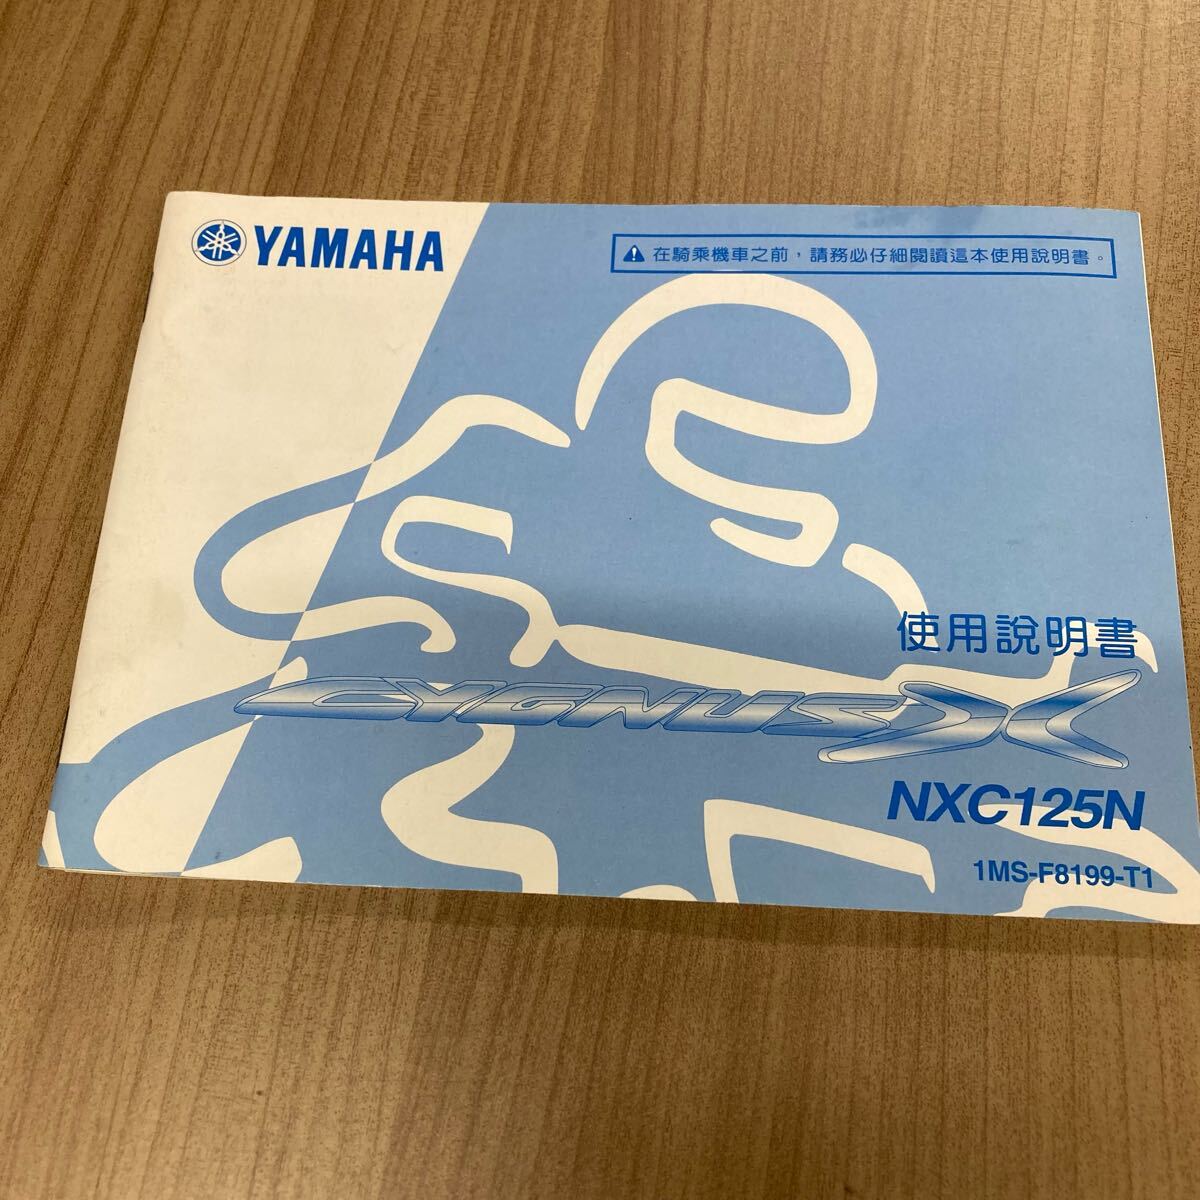 YAMAHA
⚠ 在騎乘機車之前，請務必仔細閱讀這本使用說明書。
使用說明書
CYGNUS X
NXC125N
1MS-F8199-T1